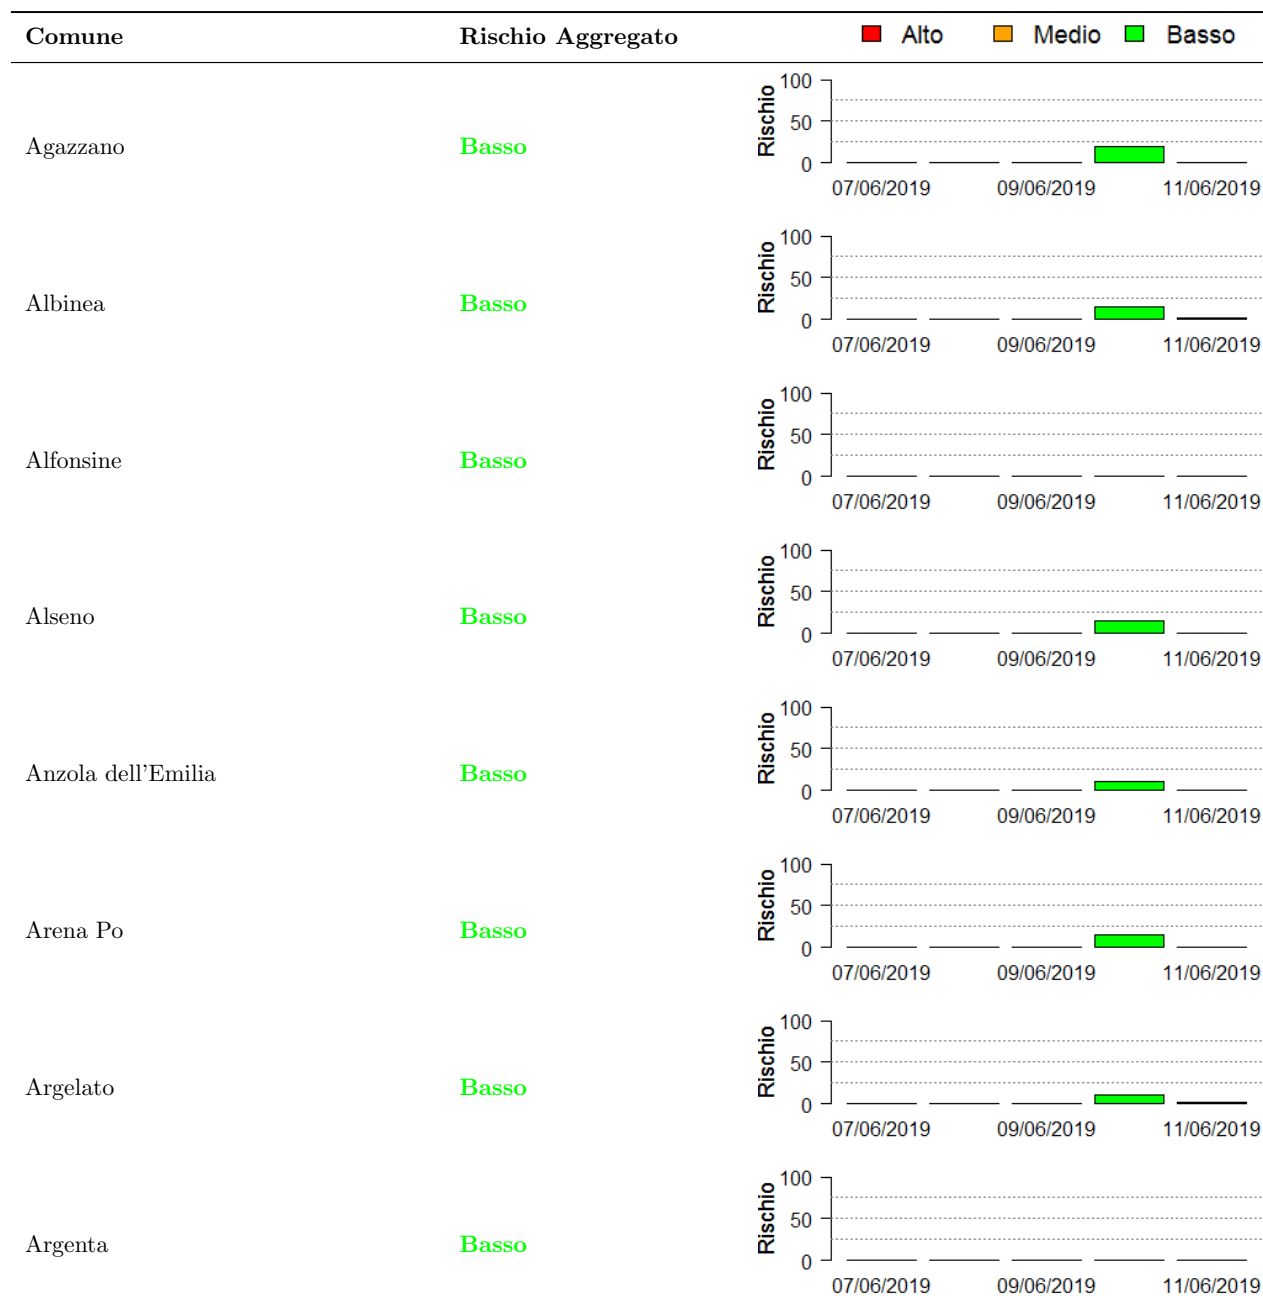 Comune Rischio Aggregato Alto Medio Basso
Agazzano Basso Rischio 100 50 0
07/06/2019 09/06/2019 11/06/2019
Albinea Basso Rischio 100 50 0
07/06/2019 09/06/2019 11/06/2019
Alfonsine Basso Rischio 100 50 0
07/06/2019 09/06/2019 11/06/2019
Alseno Basso Rischio 100 50 0
07/06/2019 09/06/2019 11/06/2019
Anzola dell'Emilia Basso Rischio 100 50 0
07/06/2019 09/06/2019 11/06/2019
Arena Po Basso Rischio 100 50 0
07/06/2019 09/06/2019 11/06/2019
Argelato Basso Rischio 100 50 0
07/06/2019 09/06/2019 11/06/2019
Argenta Basso Rischio 100 50 0
07/06/2019 09/06/2019 11/06/2019